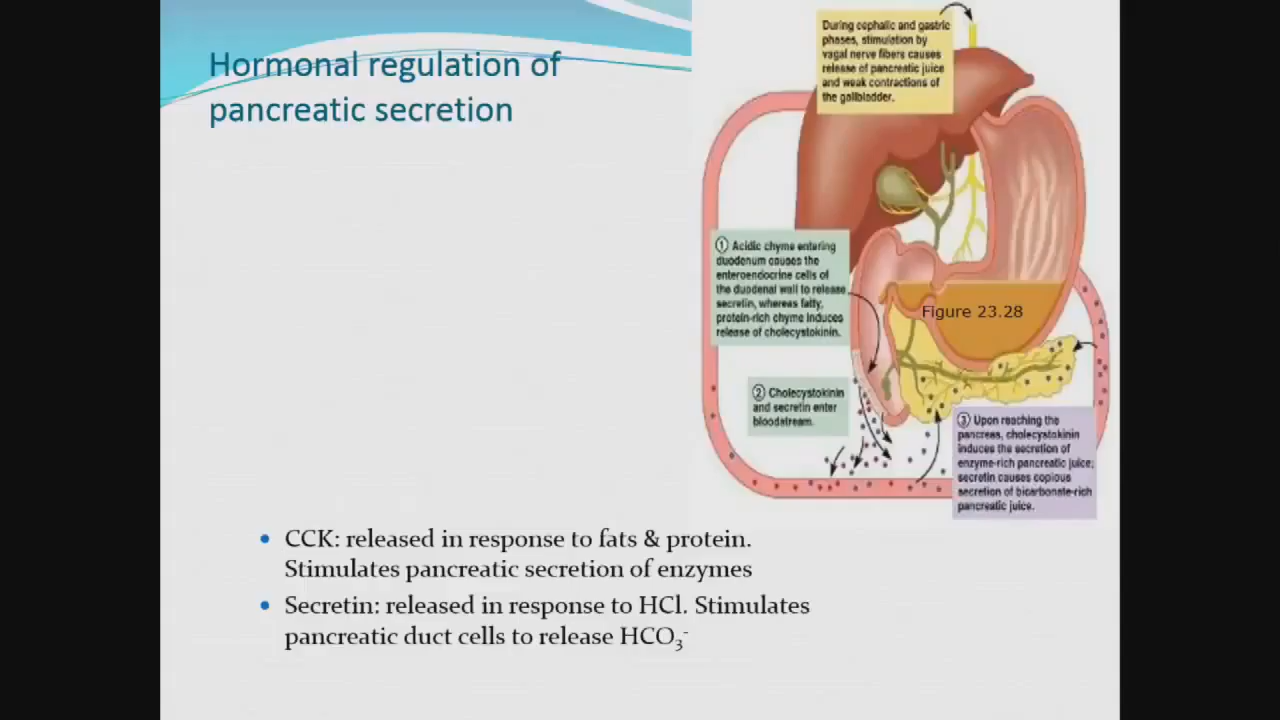 Hormonal regulation of
pancreatic secretion
During cephalic and gastric
phases, stimulation by
vagal nerve fibers causes
release of pancreatic juice
and weak contractions of
the gallbladder.
① Acidic chyme entering
duodenum causes the
enteroendocrine cells of
the duodenal wall to release
secretin, whereas fatty,
protein-rich chyme induces
release of cholecystokinin.
Figure 23.28
② Cholecystokinin
and secretin enter
bloodstream.
③ Upon reaching the
pancreas, cholecystokinin
induces the secretion of
enzyme-rich pancreatic juice;
secretin causes copious
secretion of bicarbonate-rich
pancreatic juice.
• CCK: released in response to fats & protein.
Stimulates pancreatic secretion of enzymes
• Secretin: released in response to HCl. Stimulates
pancreatic duct cells to release HCO₃⁻